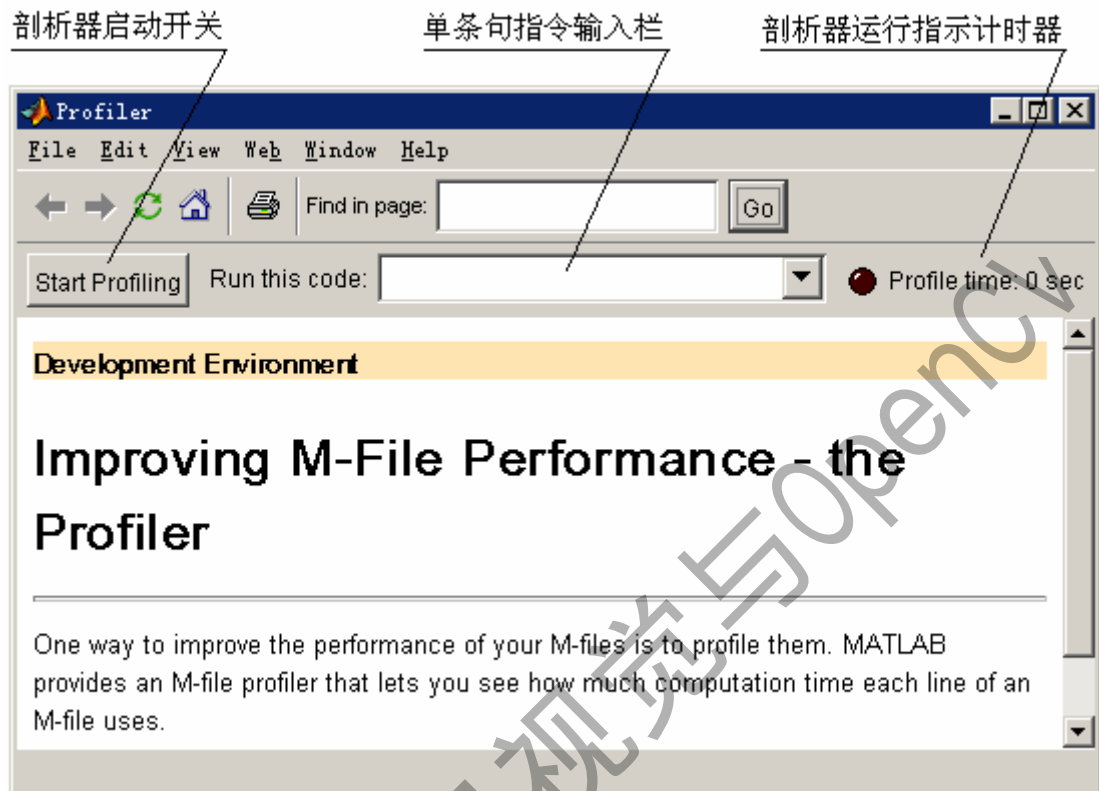 剖析器启动开关 单条句指令输入栏 剖析器运行指示计时器
Profiler
File Edit View Web Window Help
Find in page: Go
Start Profiling Run this code: Profile time: 0 sec
Development Environment
Improving M-File Performance - the
Profiler
One way to improve the performance of your M-files is to profile them. MATLAB
provides an M-file profiler that lets you see how much computation time each line of an
M-file uses.
视觉与OpenCV